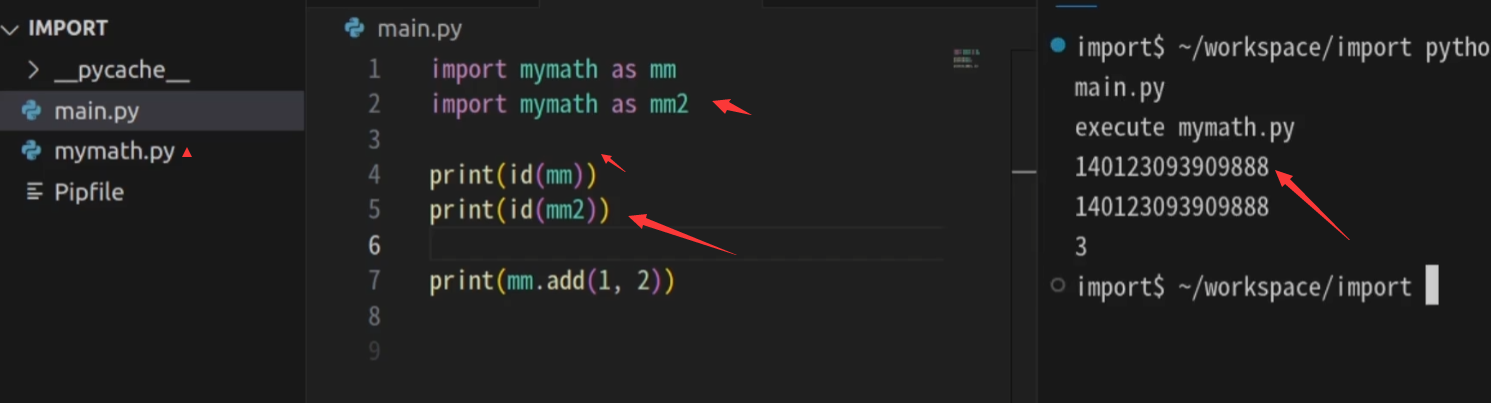 IMPORT
__pycache__
main.py
mymath.py
Pipfile
main.py
1 import mymath as mm
2 import mymath as mm2
3
4 print(id(mm))
5 print(id(mm2))
6
7 print(mm.add(1, 2))
8
9
import$ ~/workspace/import pytho
main.py
execute mymath.py
140123093909888
140123093909888
3
import$ ~/workspace/import